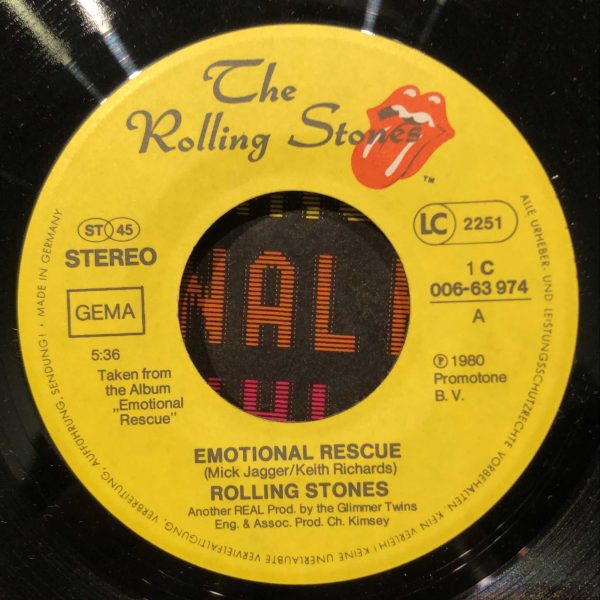 The
Rolling Stones
TM
ST 45
STEREO
GEMA
5:36
Taken from
the Album
„Emotional
Rescue"
LC 2251
1 C
006-63 974
A
℗ 1980
Promotone
B. V.
NAL
EMOTIONAL RESCUE
(Mick Jagger/Keith Richards)
ROLLING STONES
Another REAL Prod. by the Glimmer Twins
Eng. & Assoc. Prod. Ch. Kimsey
ALLE URHEBER- UND LEISTUNGSSCHUTZRECHTE VORBEHALTEN. KEIN VERLEIH! KEINE UNERLAUBTE VERVIELFÄLTIGUNG, VERBREITUNG, AUFFÜHRUNG, SENDUNG! • MADE IN GERMANY